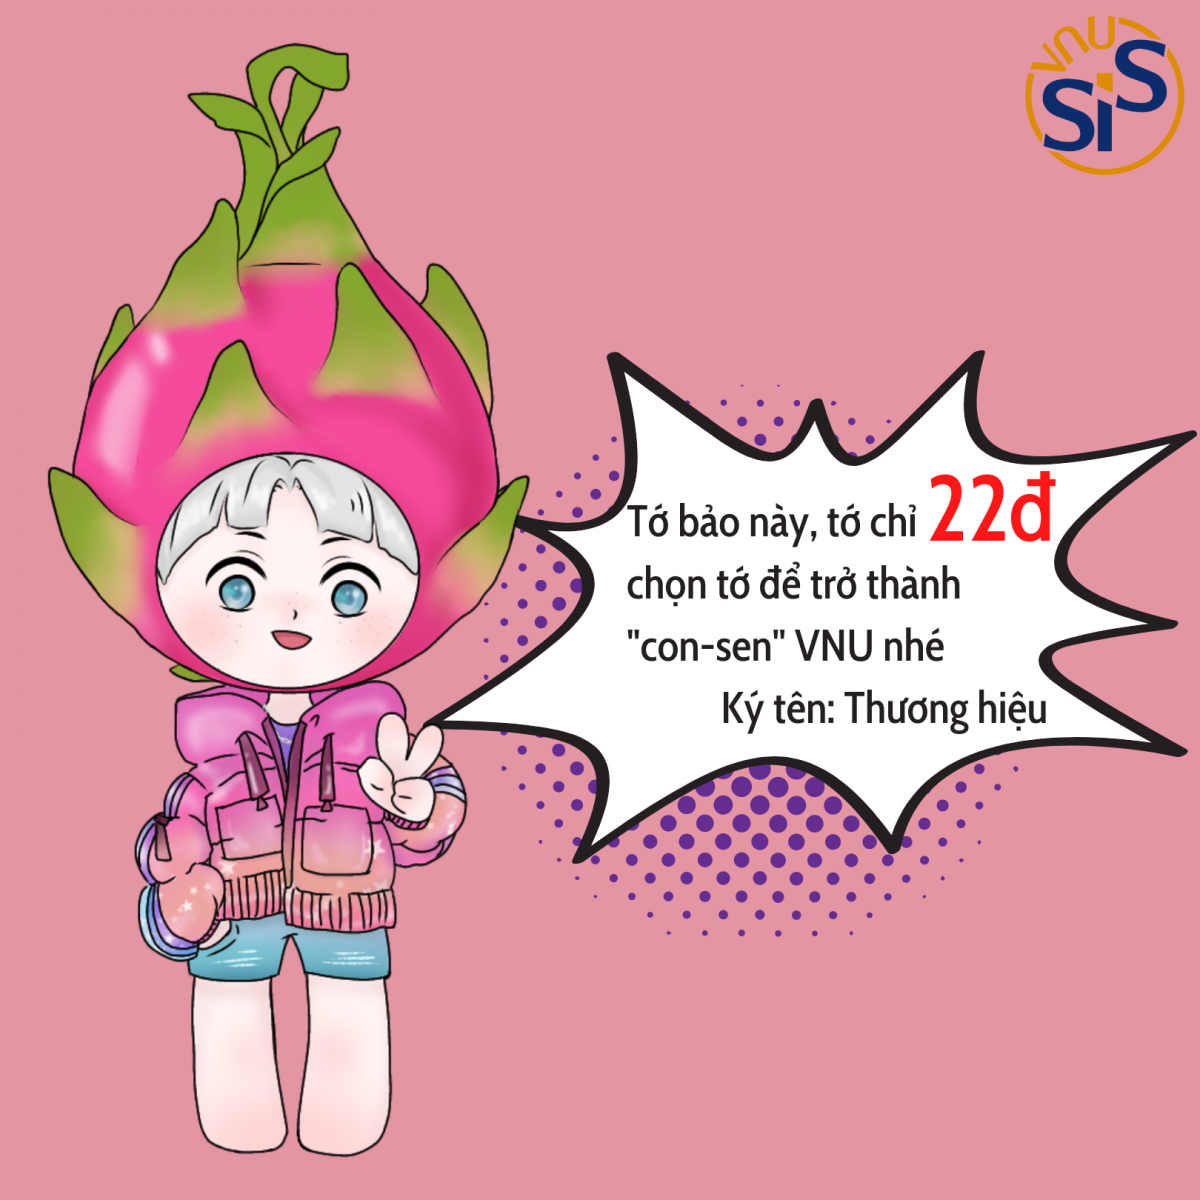 VNU
SiS
Tớ bảo này, tớ chỉ 22đ
chọn tớ để trở thành
"con-sen" VNU nhé
Ký tên: Thương hiệu